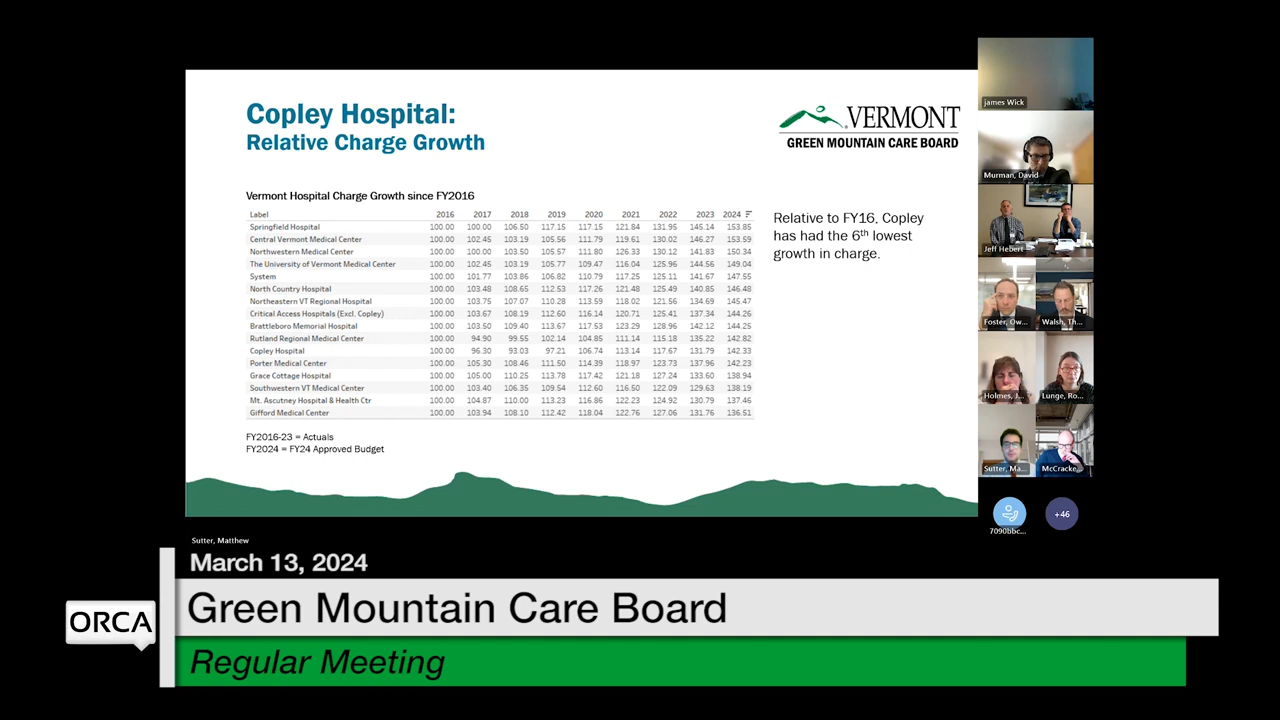 Copley Hospital:
Relative Charge Growth
VERMONT
GREEN MOUNTAIN CARE BOARD
Vermont Hospital Charge Growth since FY2016
Label 2016 2017 2018 2019 2020 2021 2022 2023 2024
Springfield Hospital 100.00 100.00 106.50 117.15 117.15 121.84 131.95 145.14 153.85
Central Vermont Medical Center 100.00 102.45 103.19 105.56 111.79 119.61 130.02 146.27 153.59
Northwestern Medical Center 100.00 100.00 103.50 105.57 111.80 126.33 130.12 141.83 150.34
The University of Vermont Medical Center 100.00 102.45 103.19 105.77 109.47 116.04 125.96 144.56 149.04
System 100.00 101.77 103.86 106.82 110.79 117.25 125.11 141.67 147.55
North Country Hospital 100.00 103.48 108.65 112.53 117.26 121.48 125.49 140.85 146.48
Northeastern VT Regional Hospital 100.00 103.75 107.07 110.28 113.59 118.02 121.56 134.69 145.47
Critical Access Hospitals (Excl. Copley) 100.00 103.67 108.19 112.60 116.14 120.71 125.41 137.34 144.26
Brattleboro Memorial Hospital 100.00 103.50 109.40 113.67 117.53 123.29 128.96 142.12 144.25
Rutland Regional Medical Center 100.00 94.90 99.55 102.14 104.85 111.14 115.18 135.22 142.82
Copley Hospital 100.00 96.30 93.03 97.21 106.74 113.14 117.67 131.79 142.33
Porter Medical Center 100.00 105.30 108.46 111.50 114.39 118.97 123.73 137.96 142.23
Grace Cottage Hospital 100.00 105.00 110.25 113.78 117.42 121.18 127.24 133.60 138.94
Southwestern VT Medical Center 100.00 103.40 106.35 109.54 112.60 116.50 122.09 129.63 138.19
Mt. Ascutney Hospital & Health Ctr 100.00 104.87 110.00 113.23 116.86 122.23 124.92 130.79 137.46
Gifford Medical Center 100.00 103.94 108.10 112.42 118.04 122.76 127.06 131.76 136.51
FY2016-23 = Actuals
FY2024 = FY24 Approved Budget
Relative to FY16, Copley
has had the 6th lowest
growth in charge.
james Wick
Murman, David
Jeff Hebert
Foster, Ow...
Walsh, Th...
Holmes, J...
Lunge, Ro...
Sutter, Ma...
McCracke...
7090bbc...
+46
Sutter, Matthew
March 13, 2024
ORCA
Green Mountain Care Board
Regular Meeting